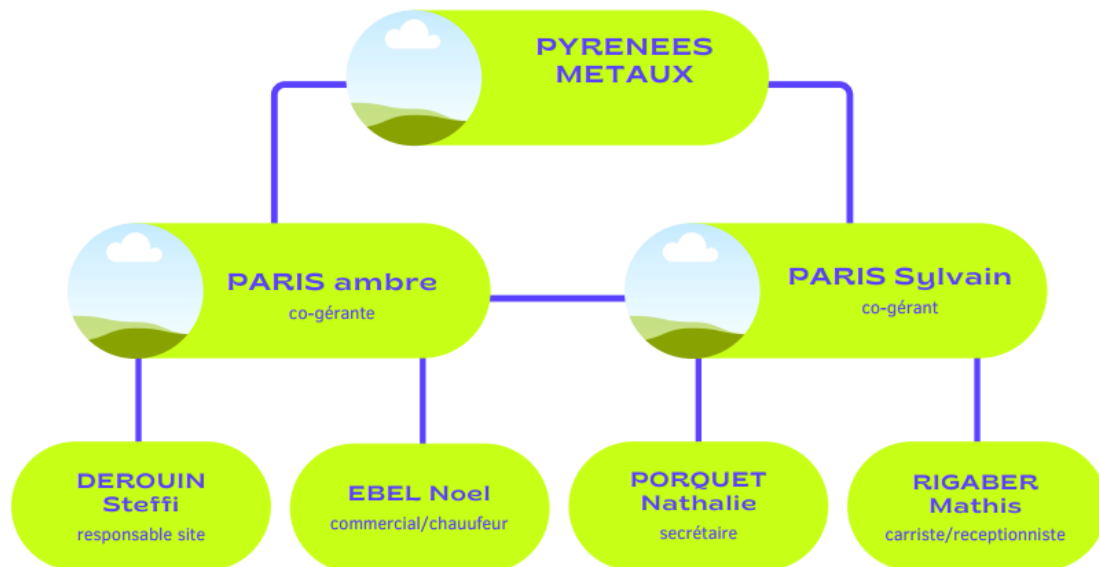 PYRENEES
METAUX
PARIS ambre
co-gérante
PARIS Sylvain
co-gérant
DEROUIN
Steffi
responsable site
EBEL Noel
commercial/chauufeur
PORQUET
Nathalie
secrétaire
RIGABER
Mathis
carriste/receptionniste